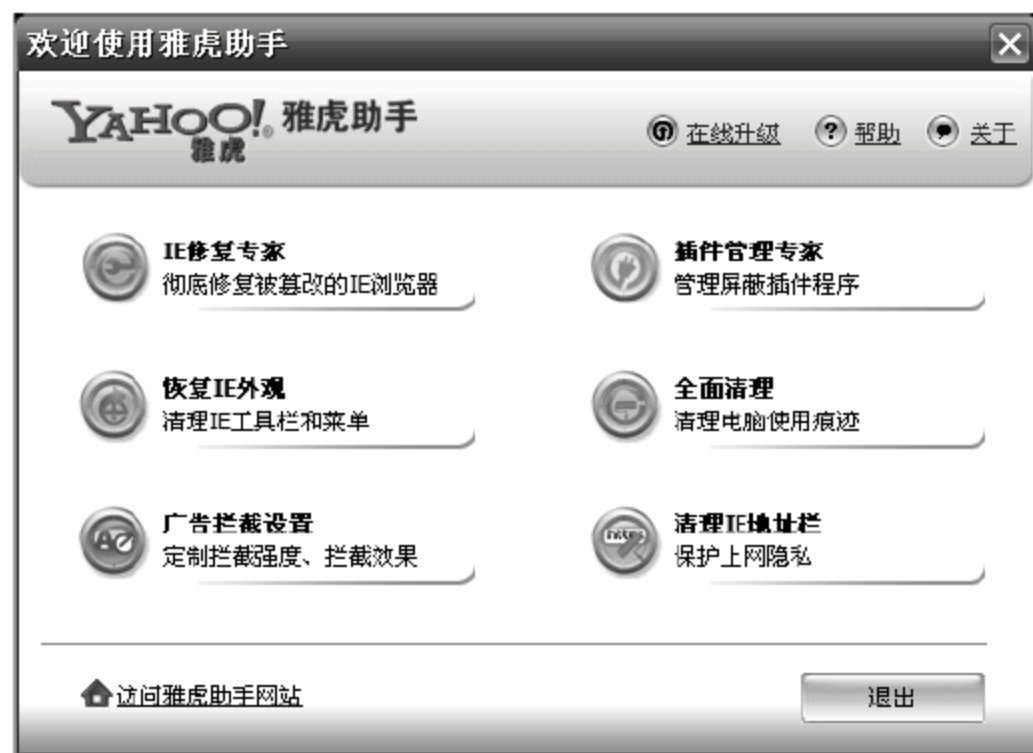 欢迎使用雅虎助手
YAHOO!® 雅虎助手
雅虎
在线升级 帮助 关于
IE修复专家
彻底修复被篡改的IE浏览器
插件管理专家
管理屏蔽插件程序
恢复IE外观
清理IE工具栏和菜单
全面清理
清理电脑使用痕迹
广告拦截设置
定制拦截强度、拦截效果
清理IE地址栏
保护上网隐私
访问雅虎助手网站
退出